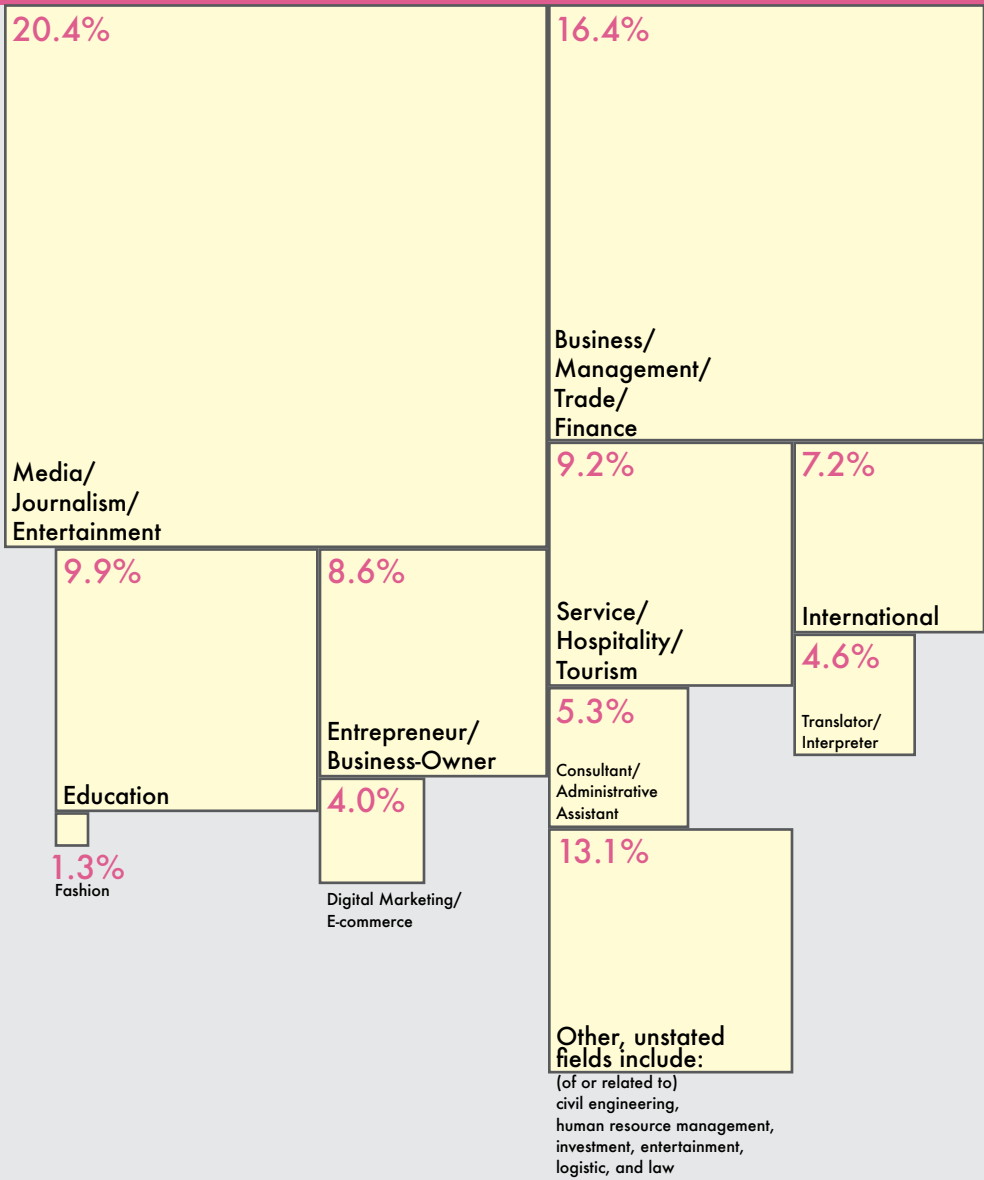 20.4%
Media/
Journalism/
Entertainment
16.4%
Business/
Management/
Trade/
Finance
9.2%
Service/
Hospitality/
Tourism
7.2%
International
9.9%
Education
8.6%
Entrepreneur/
Business-Owner
4.6%
Translator/
Interpreter
5.3%
Consultant/
Administrative
Assistant
4.0%
Digital Marketing/
E-commerce
1.3%
Fashion
13.1%
Other, unstated
fields include:
(of or related to)
civil engineering,
human resource management,
investment, entertainment,
logistic, and law